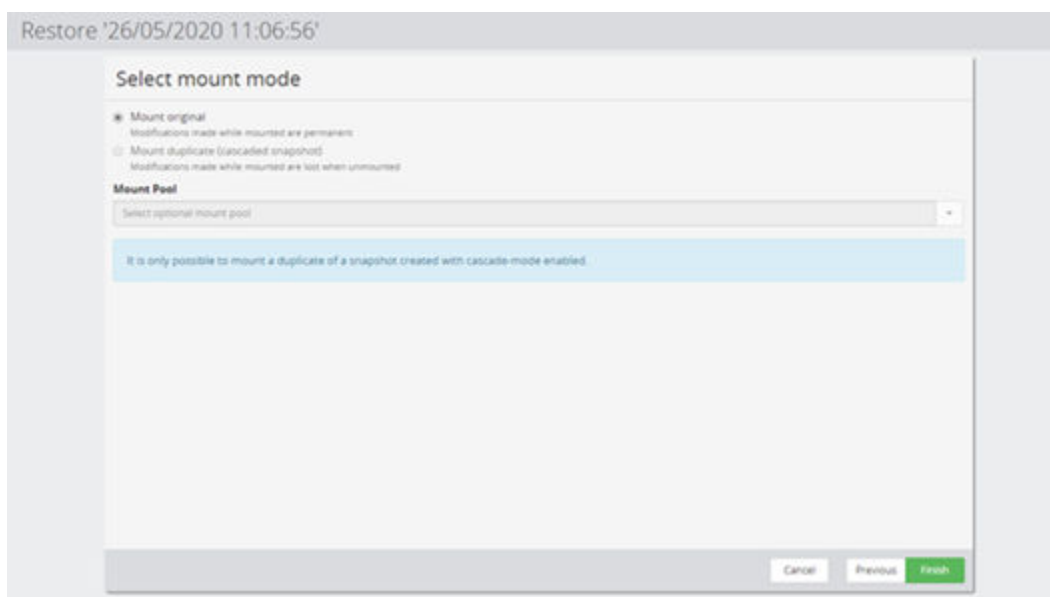 Restore '26/05/2020 11:06:56'
Select mount mode
Mount original
Modifications made while mounted are permanent
Mount duplicate (cascaded snapshot)
Modifications made while mounted are lost when unmounted
Mount Pool
Select optional mount pool
It is only possible to mount a duplicate of a snapshot created with cascade-mode enabled.
Cancel Previous Finish